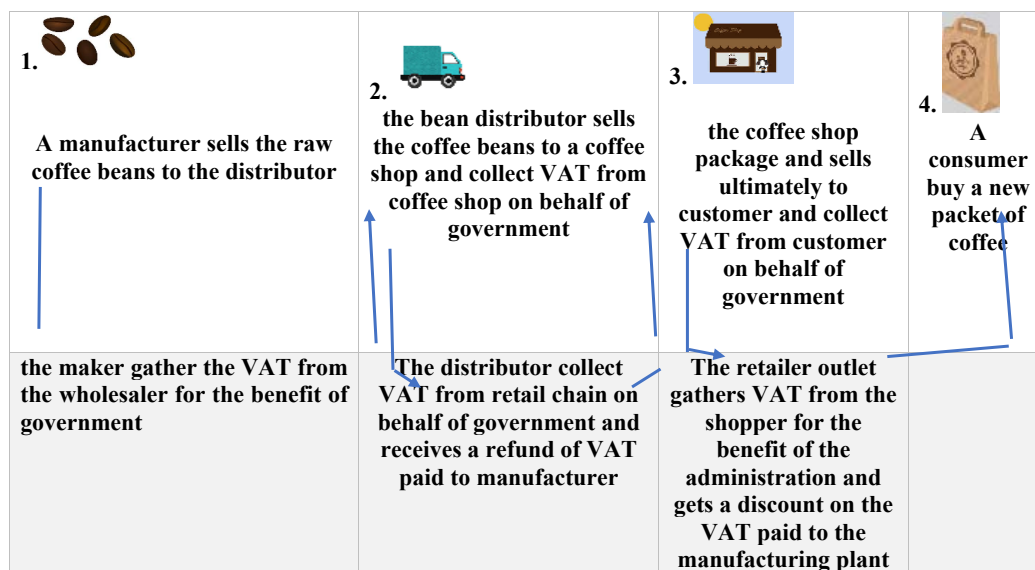 1.
A manufacturer sells the raw
coffee beans to the distributor
2.
the bean distributor sells
the coffee beans to a coffee
shop and collect VAT from
coffee shop on behalf of
government
3.
the coffee shop
package and sells
ultimately to
customer and collect
VAT from customer
on behalf of
government
4.
A
consumer
buy a new
packet of
coffee
the maker gather the VAT from
the wholesaler for the benefit of
government
The distributor collect
VAT from retail chain on
behalf of government and
receives a refund of VAT
paid to manufacturer
The retailer outlet
gathers VAT from the
shopper for the
benefit of the
administration and
gets a discount on the
VAT paid to the
manufacturing plant